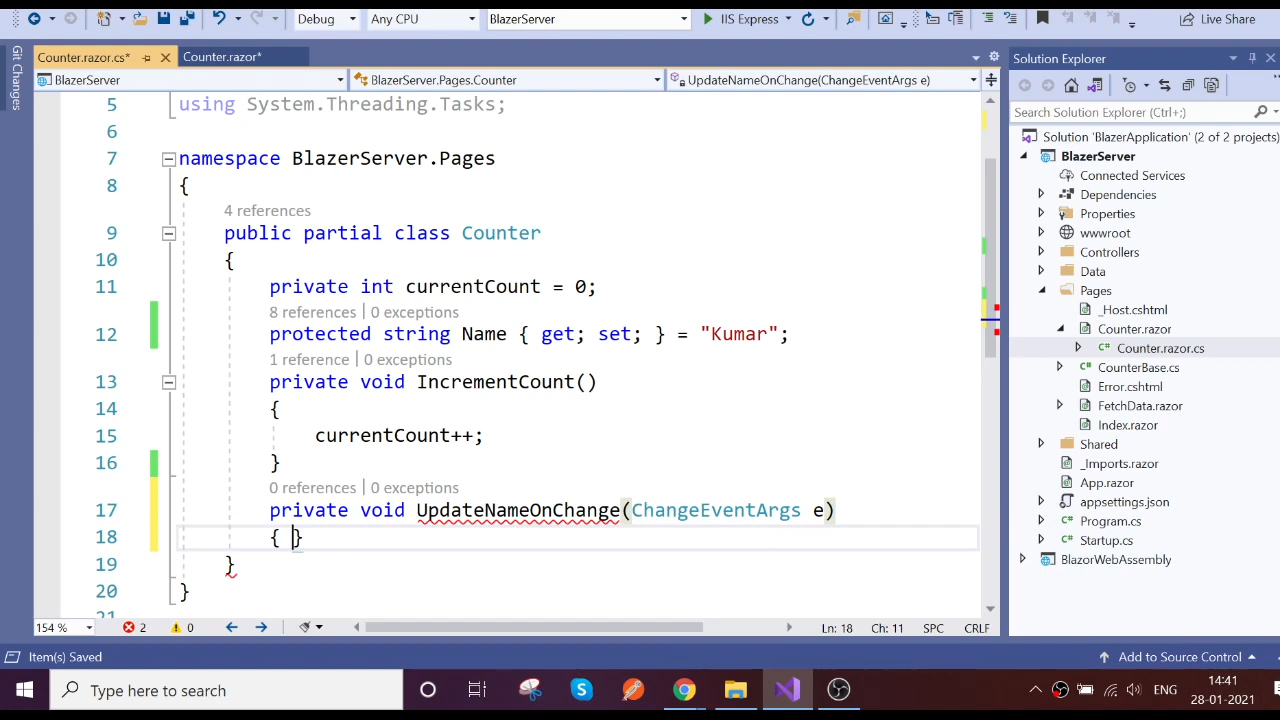 Debug
Any CPU
BlazerServer
IIS Express
Live Share
Git Changes
Counter.razor.cs*
Counter.razor*
BlazerServer
BlazerServer.Pages.Counter
UpdateNameOnChange(ChangeEventArgs e)
5 using System.Threading.Tasks;
6
7 namespace BlazerServer.Pages
8 {
4 references
9 public partial class Counter
10 {
11 private int currentCount = 0;
8 references | 0 exceptions
12 protected string Name { get; set; } = "Kumar";
1 reference | 0 exceptions
13 private void IncrementCount()
14 {
15 currentCount++;
16 }
0 references | 0 exceptions
17 private void UpdateNameOnChange(ChangeEventArgs e)
18 { }
19 }
20 }
21
154 %
2
0
Ln: 18
Ch: 11
SPC
CRLF
Solution Explorer
Search Solution Explorer (Ctrl+;)
Solution 'BlazerApplication' (2 of 2 projects)
BlazerServer
Connected Services
Dependencies
Properties
wwwroot
Controllers
Data
Pages
_Host.cshtml
Counter.razor
C# Counter.razor.cs
C# CounterBase.cs
Error.cshtml
FetchData.razor
Index.razor
Shared
_Imports.razor
App.razor
appsettings.json
C# Program.cs
C# Startup.cs
BlazorWebAssembly
Item(s) Saved
Add to Source Control
Type here to search
ENG
14:41
28-01-2021